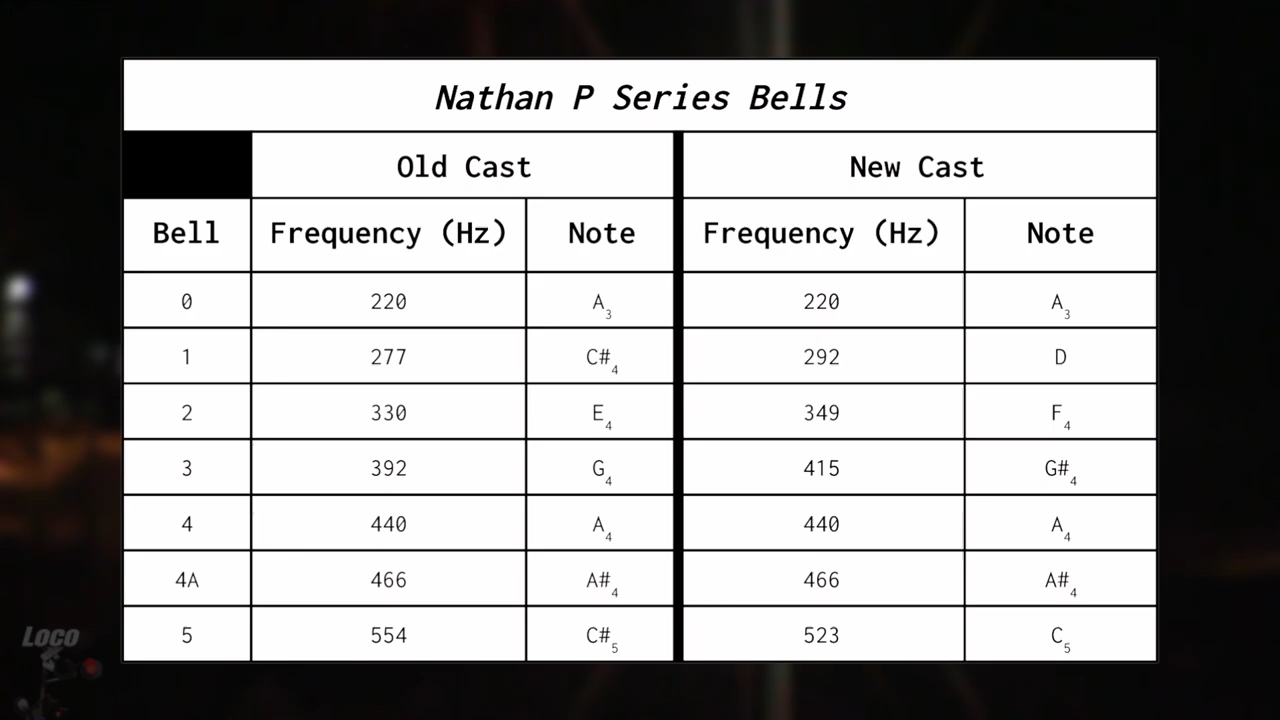 Nathan P Series Bells
Old Cast New Cast
Bell Frequency (Hz) Note Frequency (Hz) Note
0 220 A₃ 220 A₃
1 277 C#₄ 292 D
2 330 E₄ 349 F₄
3 392 G₄ 415 G#₄
4 440 A₄ 440 A₄
4A 466 A#₄ 466 A#₄
5 554 C#₅ 523 C₅
Loco